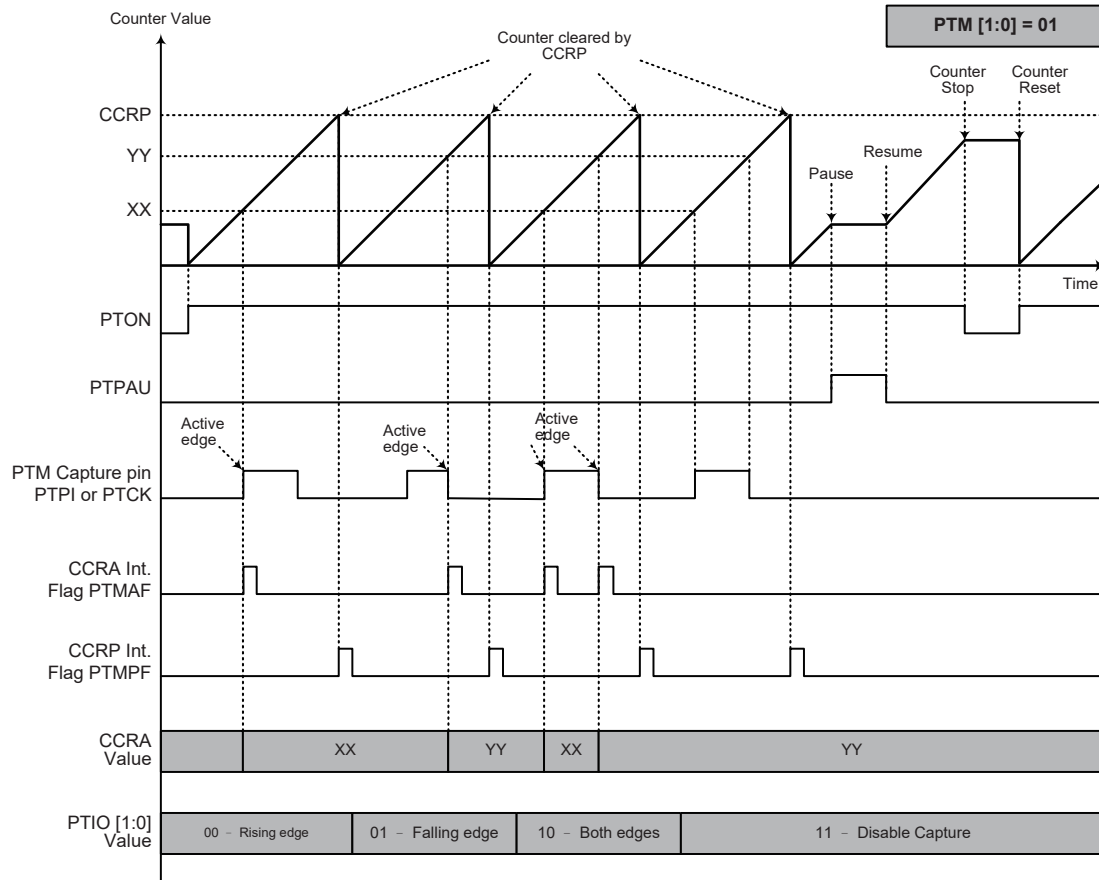 Counter Value
PTM [1:0] = 01
Counter cleared by
CCRP
Counter
Stop
Counter
Reset
CCRP
YY
Resume
Pause
XX
Time
PTON
PTPAU
Active
edge
Active
edge
Active
edge
PTM Capture pin
PTPI or PTCK
CCRA Int.
Flag PTMAF
CCRP Int.
Flag PTMPF
CCRA
Value
XX
YY
XX
YY
PTIO [1:0]
Value
00 – Rising edge
01 – Falling edge
10 – Both edges
11 – Disable Capture